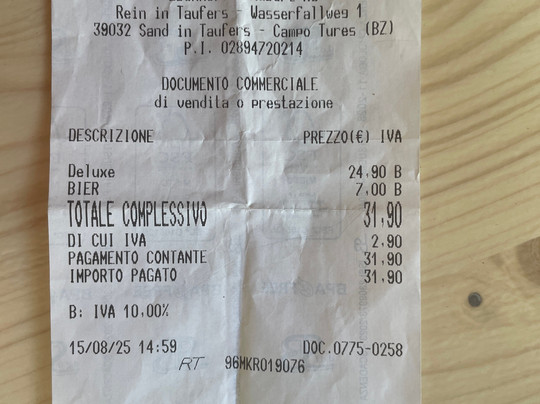 Rein in Taufers - Wasserfallweg 1
39032 Sand in Taufers - Campo Tures (BZ)
P.I. 02894720214
DOCUMENTO COMMERCIALE
di vendita o prestazione
DESCRIZIONE PREZZO(€) IVA
Deluxe 24,90 B
BIER 7,00 B
TOTALE COMPLESSIVO 31,90
DI CUI IVA 2,90
PAGAMENTO CONTANTE 31,90
IMPORTO PAGATO 31,90
B: IVA 10,00%
15/08/25 14:59 DOC.0775-0258
RT 96MKR019076